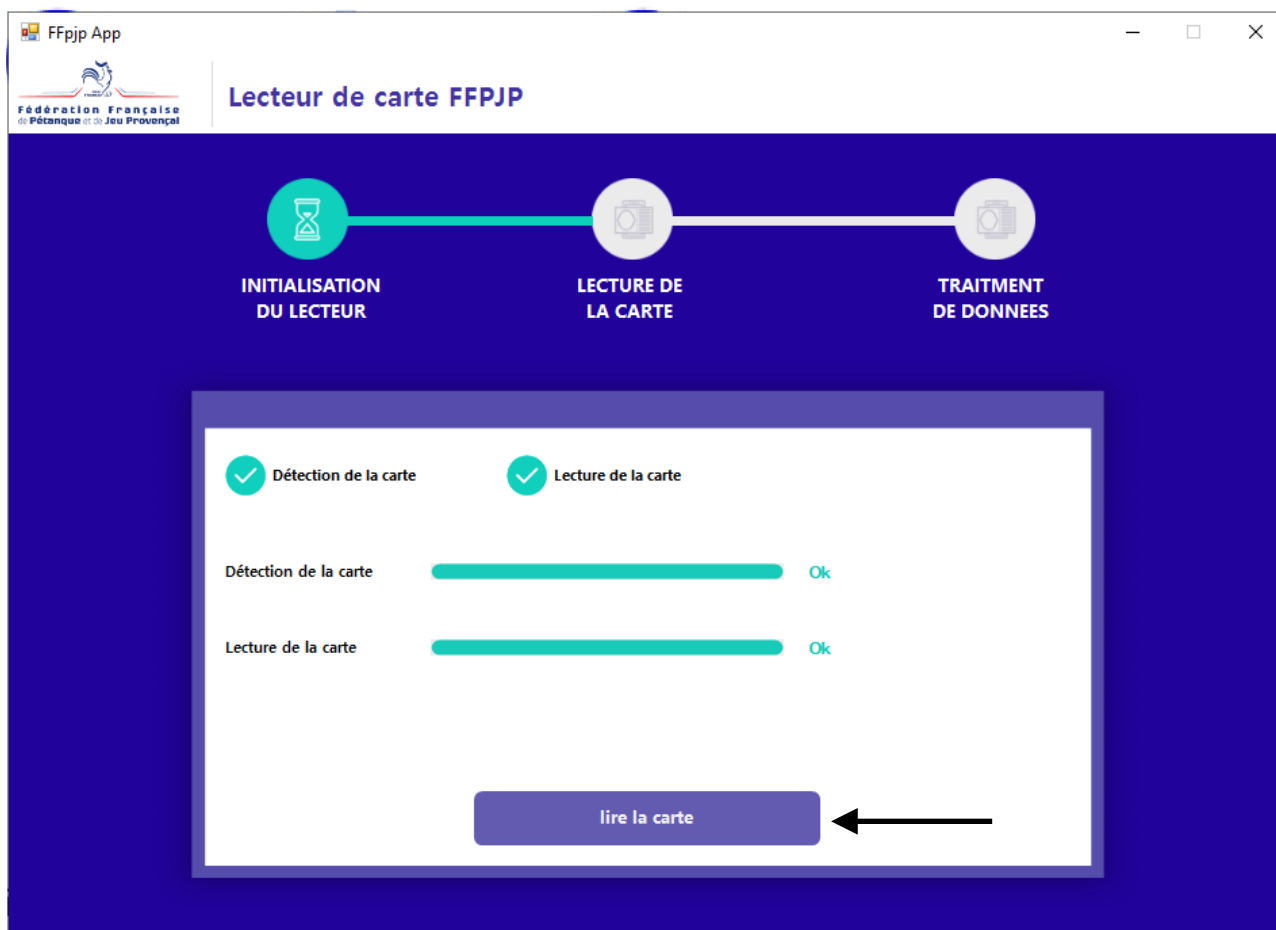 FFpjp App
Fédération Française
de Pétanque et de Jeu Provençal
Lecteur de carte FFPJP
INITIALISATION
DU LECTEUR
LECTURE DE
LA CARTE
TRAITMENT
DE DONNEES
Détection de la carte
Lecture de la carte
Détection de la carte Ok
Lecture de la carte Ok
lire la carte